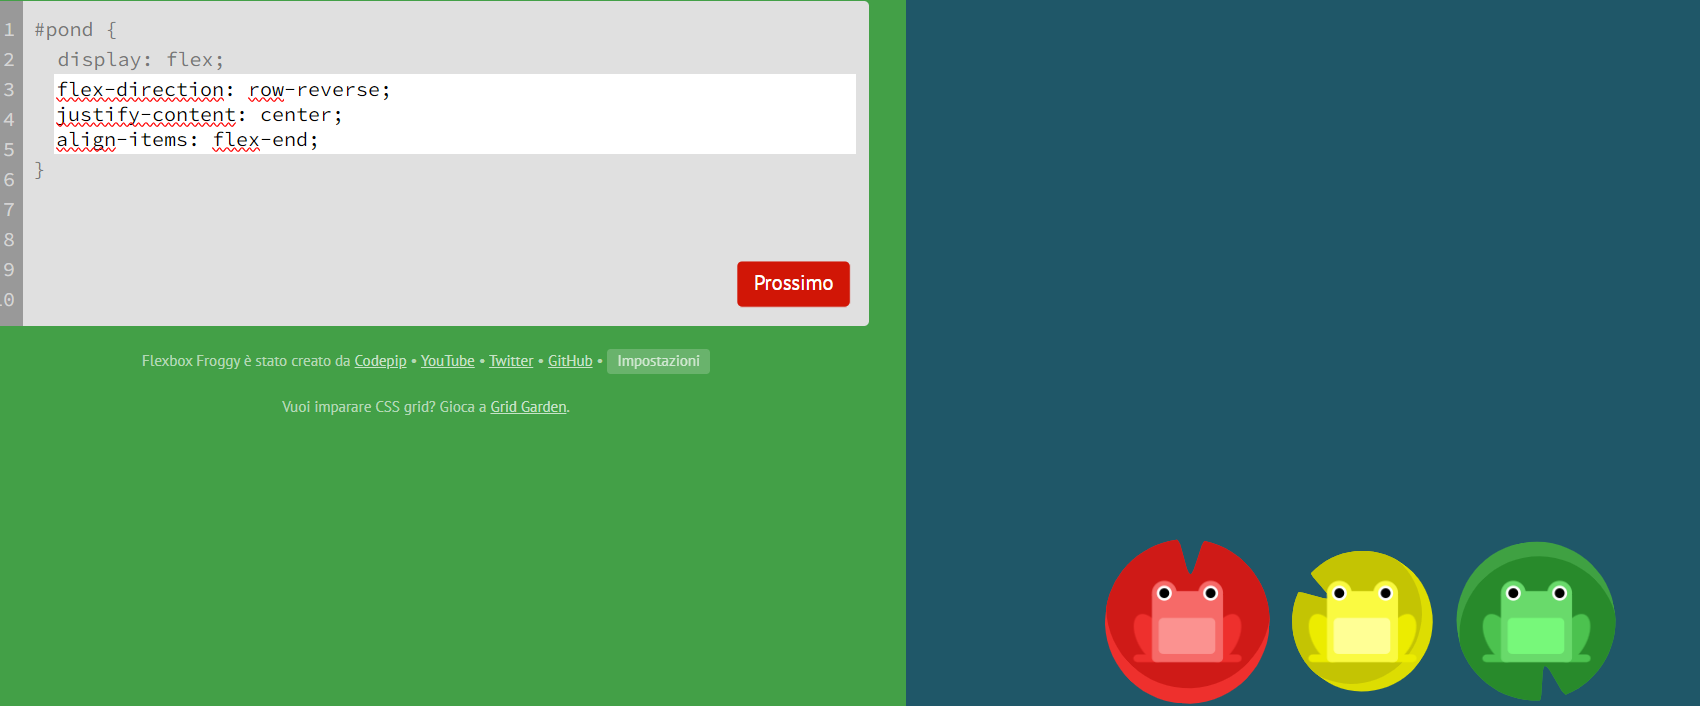 1 #pond {
2 display: flex;
3 flex-direction: row-reverse;
4 justify-content: center;
5 align-items: flex-end;
6 }
7
8
9
10
Prossimo
Flexbox Froggy è stato creato da Codepip • YouTube • Twitter • GitHub • Impostazioni
Vuoi imparare CSS grid? Gioca a Grid Garden.